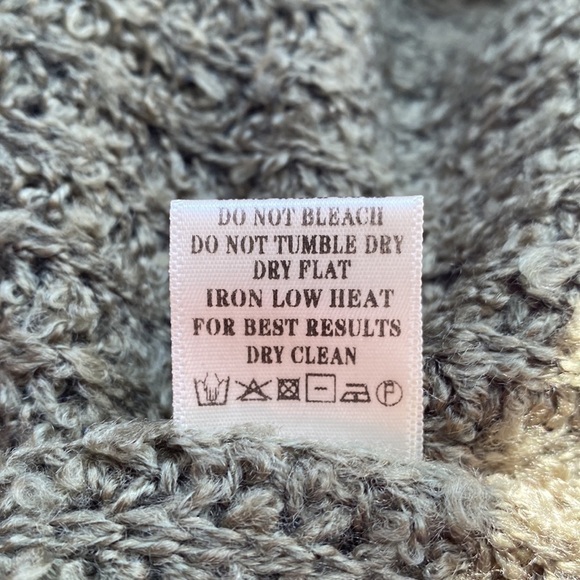 DO NOT BLEACH
DO NOT TUMBLE DRY
DRY FLAT
IRON LOW HEAT
FOR BEST RESULTS
DRY CLEAN
P